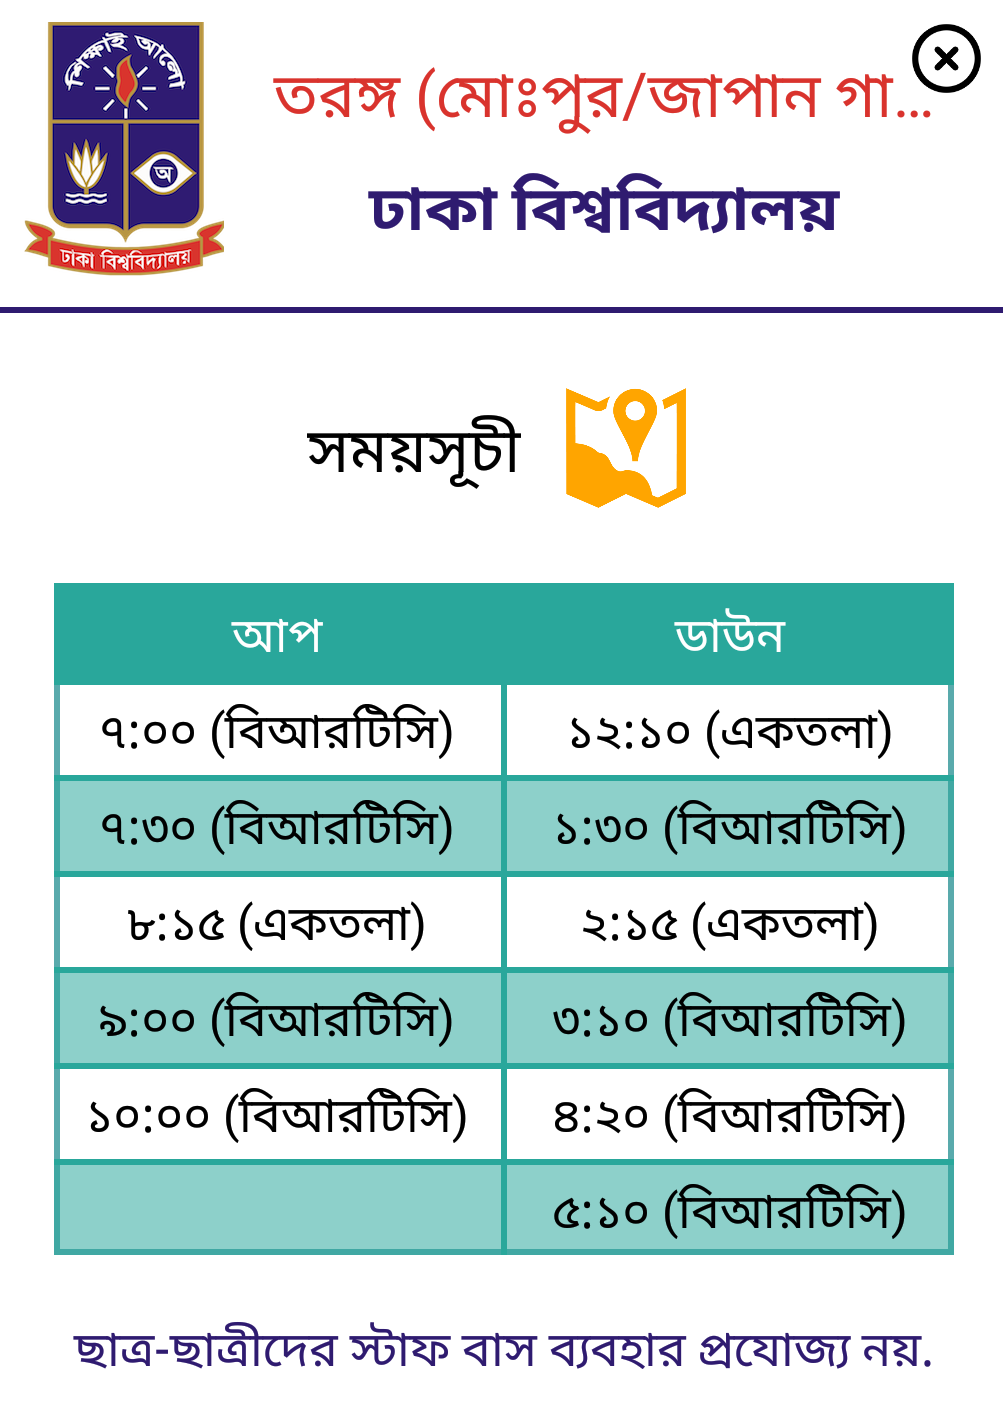 শিক্ষাই আলো
অ
ঢাকা বিশ্ববিদ্যালয়
তরঙ্গ (মোঃপুর/জাপান গা...
ঢাকা বিশ্ববিদ্যালয়
সময়সূচী
আপ ডাউন
৭:০০ (বিআরটিসি) ১২:১০ (একতলা)
৭:৩০ (বিআরটিসি) ১:৩০ (বিআরটিসি)
৮:১৫ (একতলা) ২:১৫ (একতলা)
৯:০০ (বিআরটিসি) ৩:১০ (বিআরটিসি)
১০:০০ (বিআরটিসি) ৪:২০ (বিআরটিসি)
৫:১০ (বিআরটিসি)
ছাত্র-ছাত্রীদের স্টাফ বাস ব্যবহার প্রযোজ্য নয়.